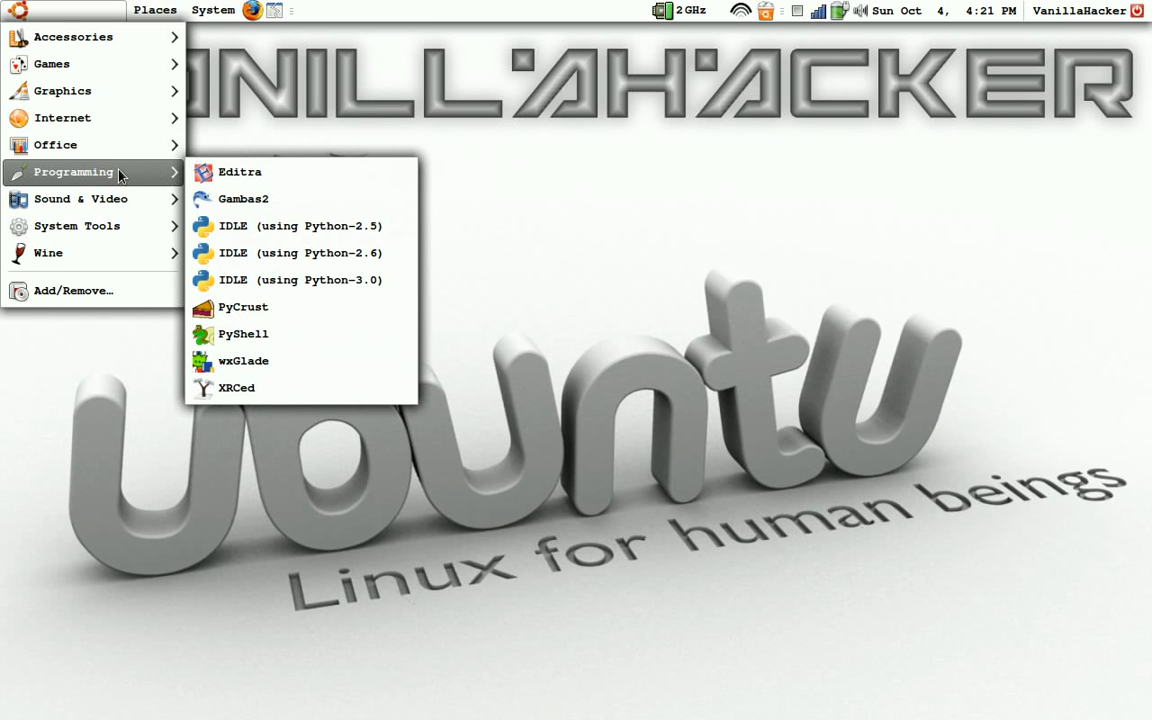 Places System 2 GHz Sun Oct 4, 4:21 PM VanillaHacker
Accessories
Games
Graphics
Internet
Office
Programming
Sound & Video
System Tools
Wine
Add/Remove...
Editra
Gambas2
IDLE (using Python-2.5)
IDLE (using Python-2.6)
IDLE (using Python-3.0)
PyCrust
PyShell
wxGlade
XRCed
ANILLAHACKER
ubuntu
Linux for human beings